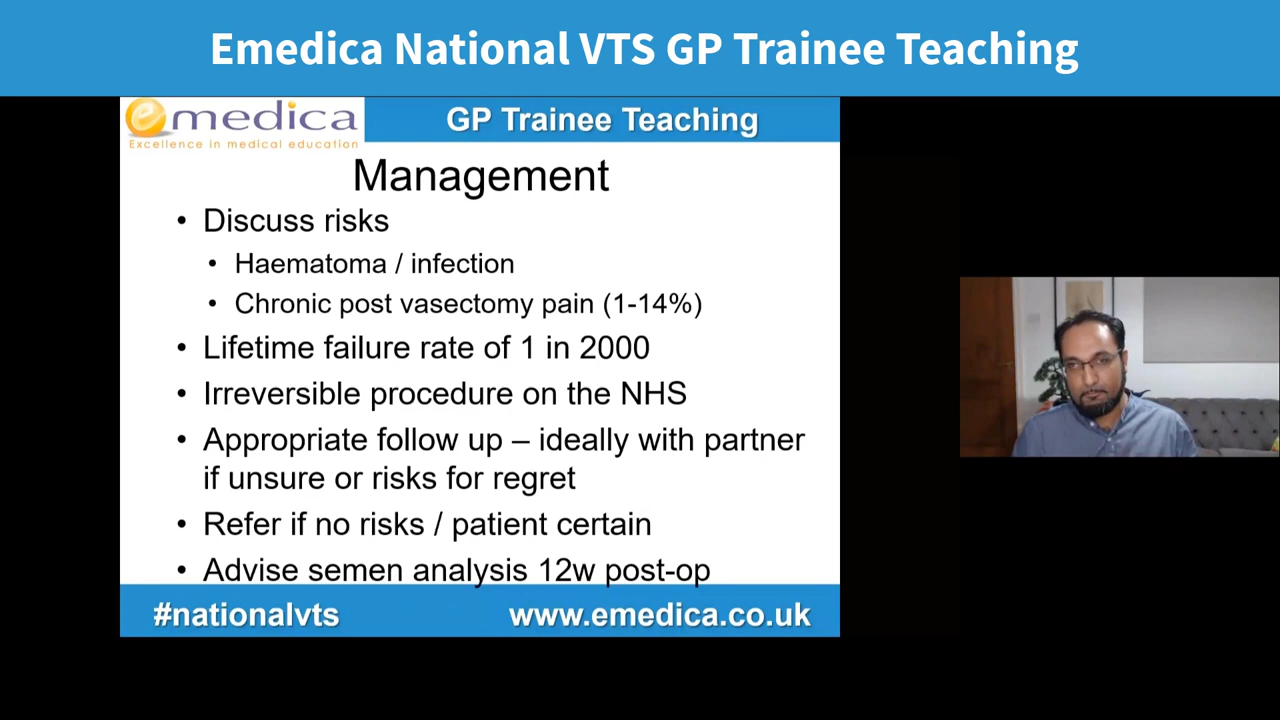 Emedica National VTS GP Trainee Teaching
emedica
Excellence in medical education
GP Trainee Teaching
Management
• Discuss risks
• Haematoma / infection
• Chronic post vasectomy pain (1-14%)
• Lifetime failure rate of 1 in 2000
• Irreversible procedure on the NHS
• Appropriate follow up – ideally with partner
if unsure or risks for regret
• Refer if no risks / patient certain
• Advise semen analysis 12w post-op
#nationalvts
www.emedica.co.uk